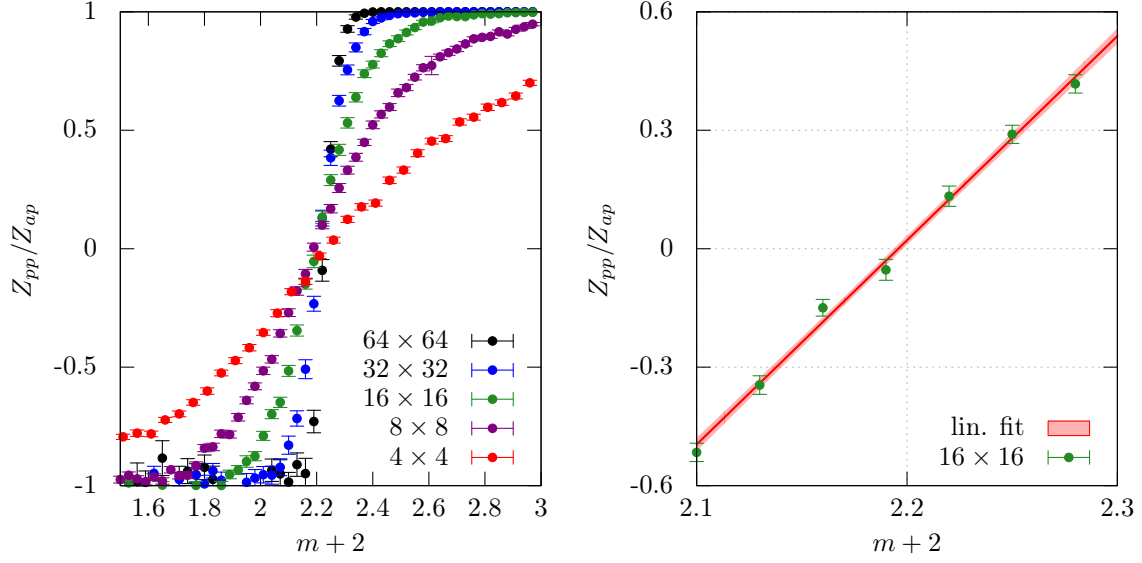 1
0.5
0
-0.5
-1
Z_{pp}/Z_{ap}
1.6 1.8 2 2.2 2.4 2.6 2.8 3
m + 2
64 × 64
32 × 32
16 × 16
8 × 8
4 × 4
0.6
0.3
0
-0.3
-0.6
Z_{pp}/Z_{ap}
2.1 2.2 2.3
m + 2
lin. fit
16 × 16